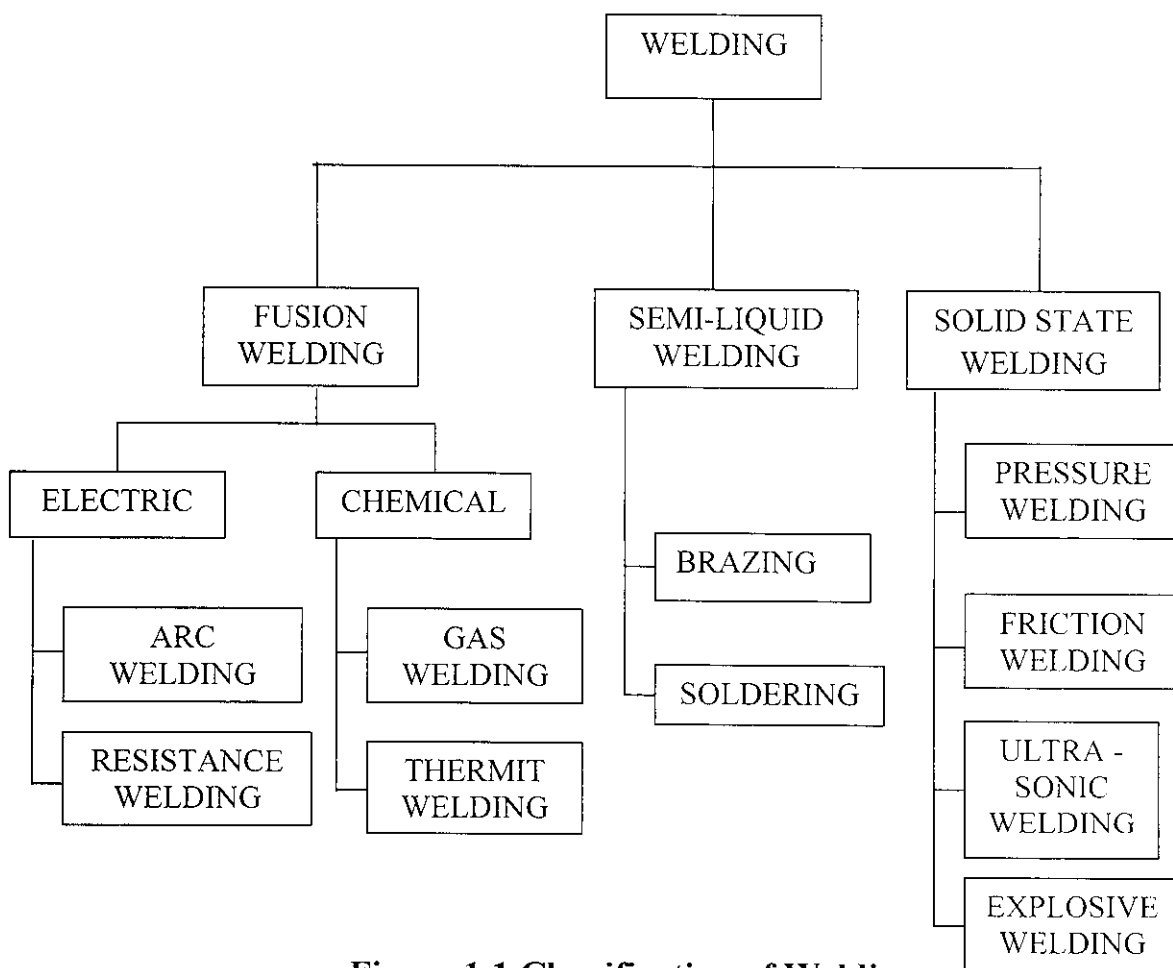 WELDING
FUSION
WELDING
SEMI-LIQUID
WELDING
SOLID STATE
WELDING
ELECTRIC
CHEMICAL
PRESSURE
WELDING
BRAZING
ARC
WELDING
GAS
WELDING
FRICTION
WELDING
SOLDERING
RESISTANCE
WELDING
THERMIT
WELDING
ULTRA -
SONIC
WELDING
EXPLOSIVE
WELDING